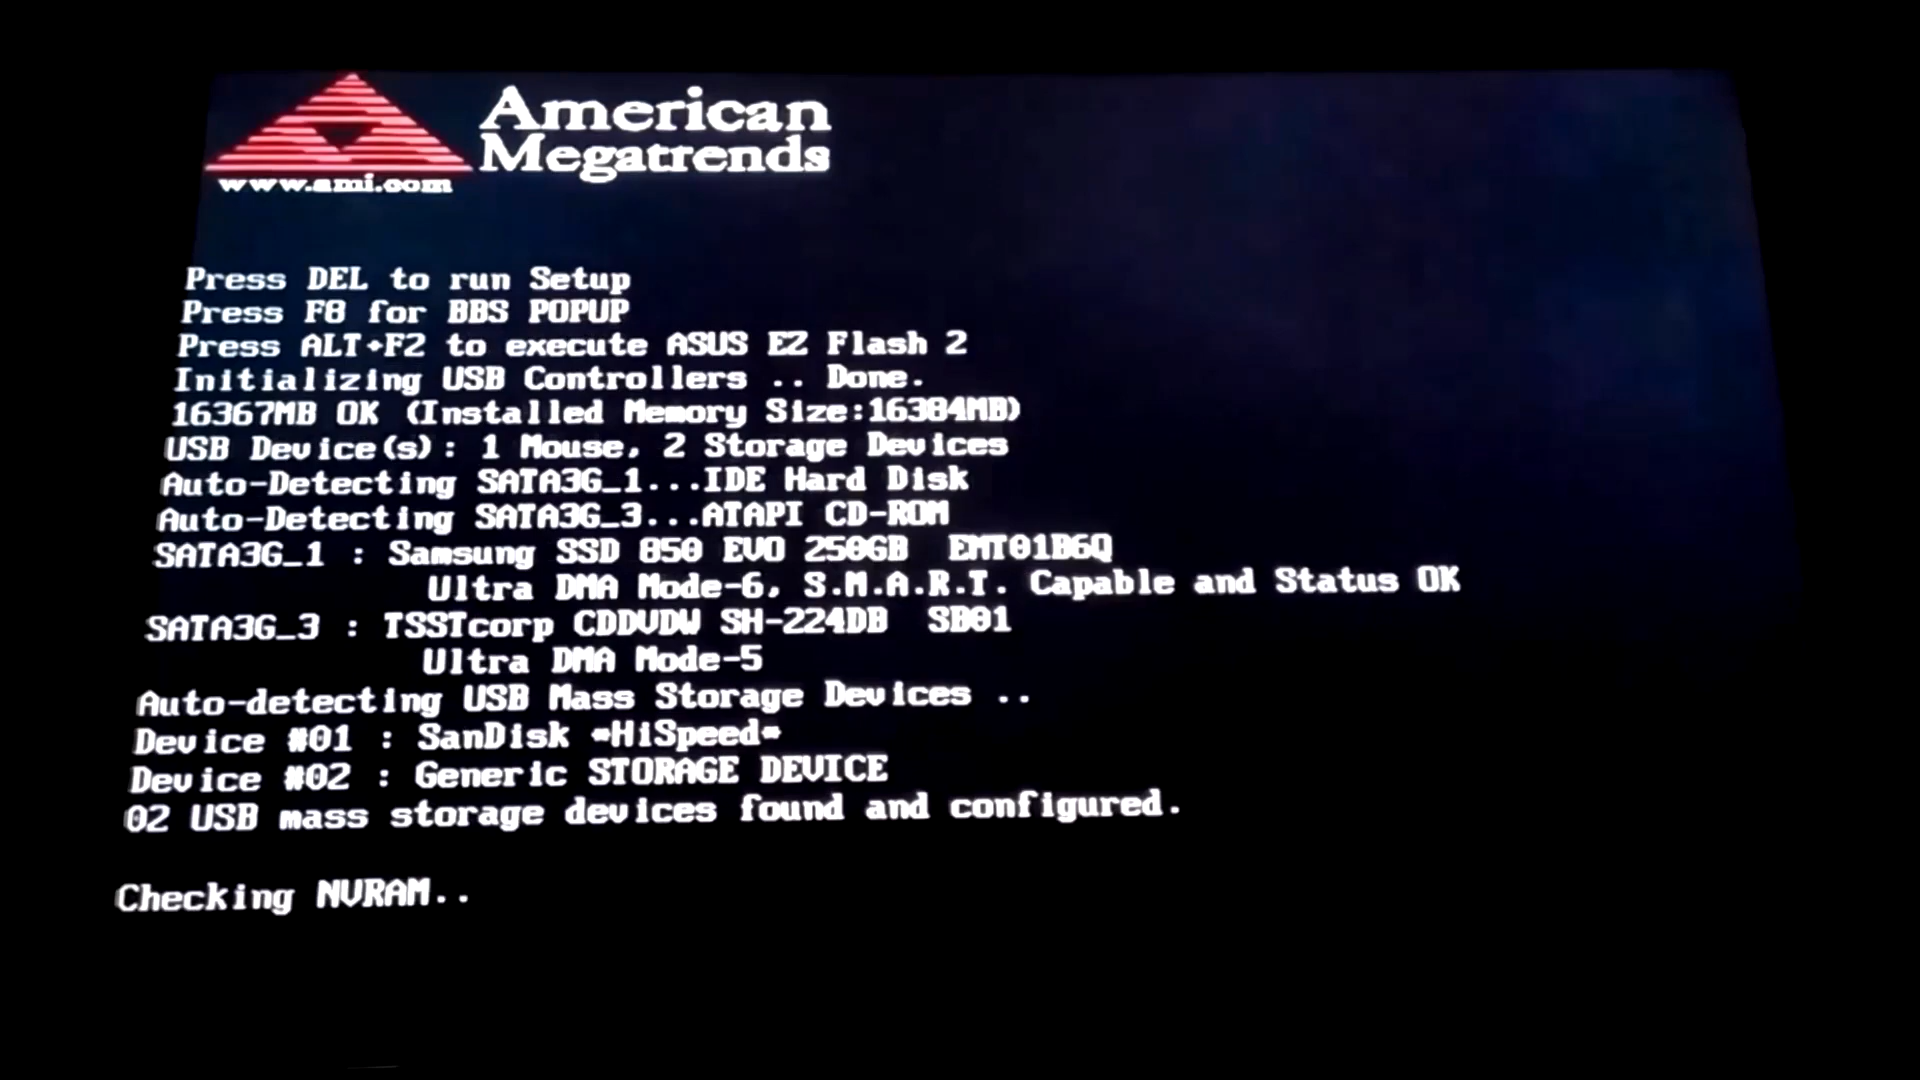 American
Megatrends
www.ami.com
Press DEL to run Setup
Press F8 for BBS POPUP
Press ALT+F2 to execute ASUS EZ Flash 2
Initializing USB Controllers .. Done.
16367MB OK (Installed Memory Size:16384MB)
USB Device(s): 1 Mouse, 2 Storage Devices
Auto-Detecting SATA3G_1...IDE Hard Disk
Auto-Detecting SATA3G_3...ATAPI CD-ROM
SATA3G_1 : Samsung SSD 850 EVO 250GB EMT01B6Q
Ultra DMA Mode-6, S.M.A.R.T. Capable and Status OK
SATA3G_3 : TSSTcorp CDDVDW SH-224DB SB01
Ultra DMA Mode-5
Auto-detecting USB Mass Storage Devices ..
Device #01 : SanDisk *HiSpeed*
Device #02 : Generic STORAGE DEVICE
02 USB mass storage devices found and configured.
Checking NVRAM..